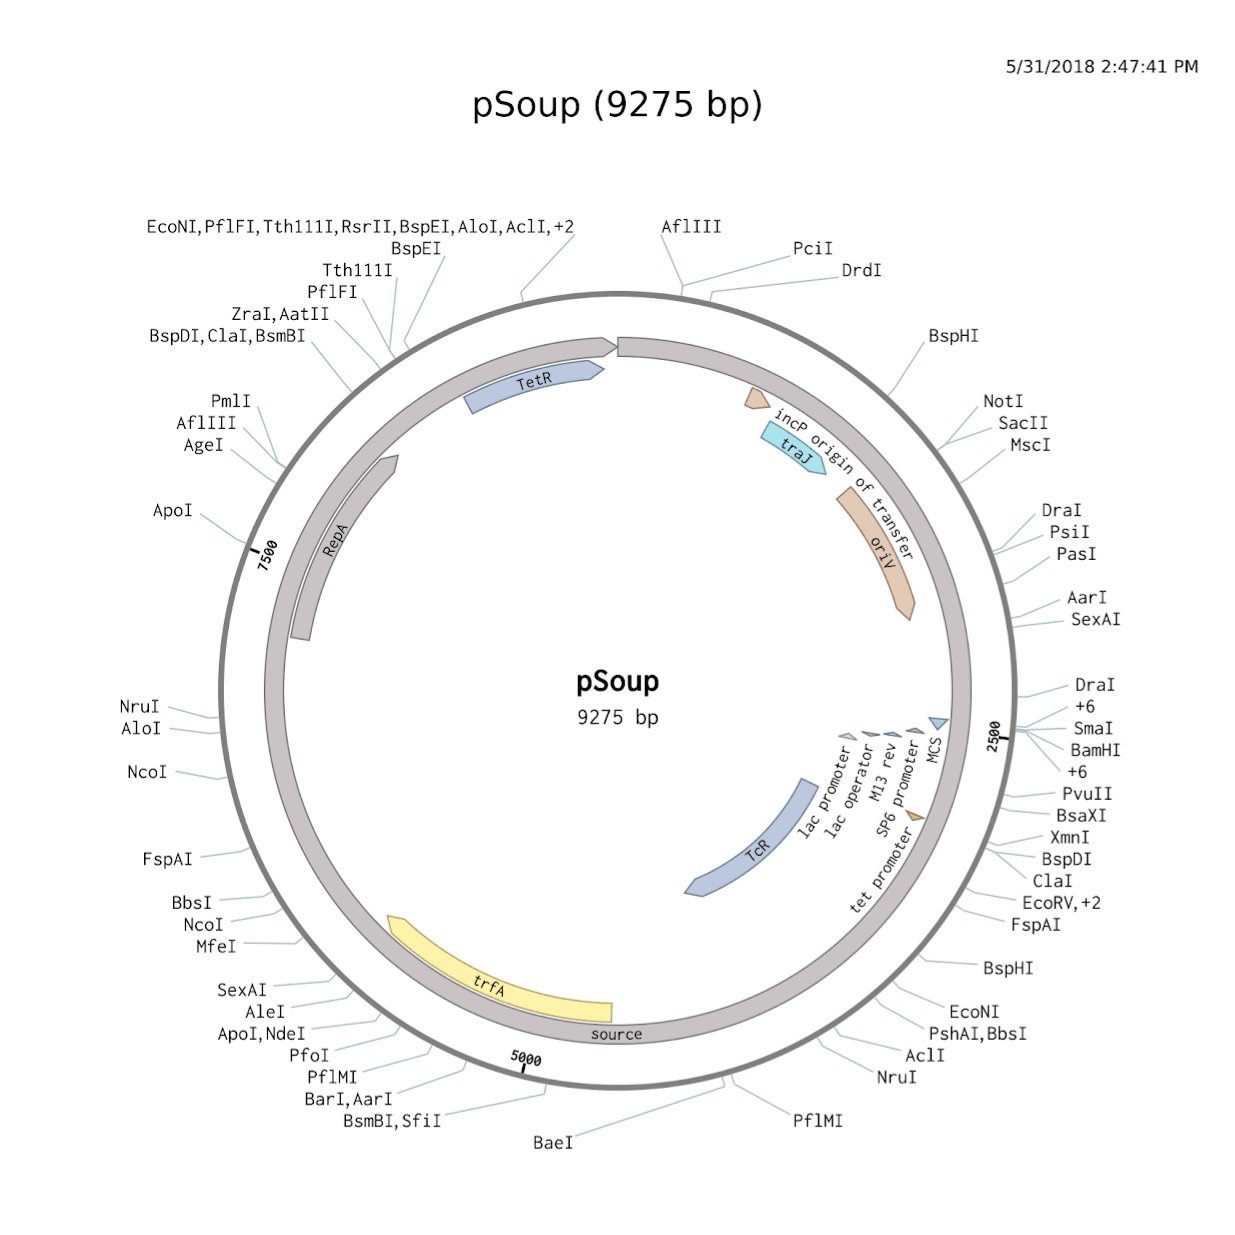 5/31/2018 2:47:41 PM
pSoup (9275 bp)
EcoNI,PflFI,Tth111I,RsrII,BspEI,AloI,AclI,+2
AflIII
BspEI
PciI
Tth111I
DrdI
PflFI
ZraI,AatII
BspDI,ClaI,BsmBI
BspHI
TetR
PmlI
NotI
AflIII
SacII
AgeI
MscI
incP origin of transfer
traJ
ApoI
DraI
PsiI
7500
RepA
oriV
PasI
AarI
SexAI
pSoup
9275 bp
DraI
NruI
+6
AloI
SmaI
2500
MCS
BamHI
NcoI
+6
lac promoter
lac operator
M13 rev
SP6 promoter
PvuII
BsaXI
XmnI
TcR
tet promoter
FspAI
BspDI
ClaI
BbsI
EcoRV,+2
NcoI
FspAI
MfeI
BspHI
trfA
SexAI
AleI
EcoNI
ApoI,NdeI
source
PshAI,BbsI
PfoI
5000
AclI
PflMI
NruI
BarI,AarI
BsmBI,SfiI
PflMI
BaeI